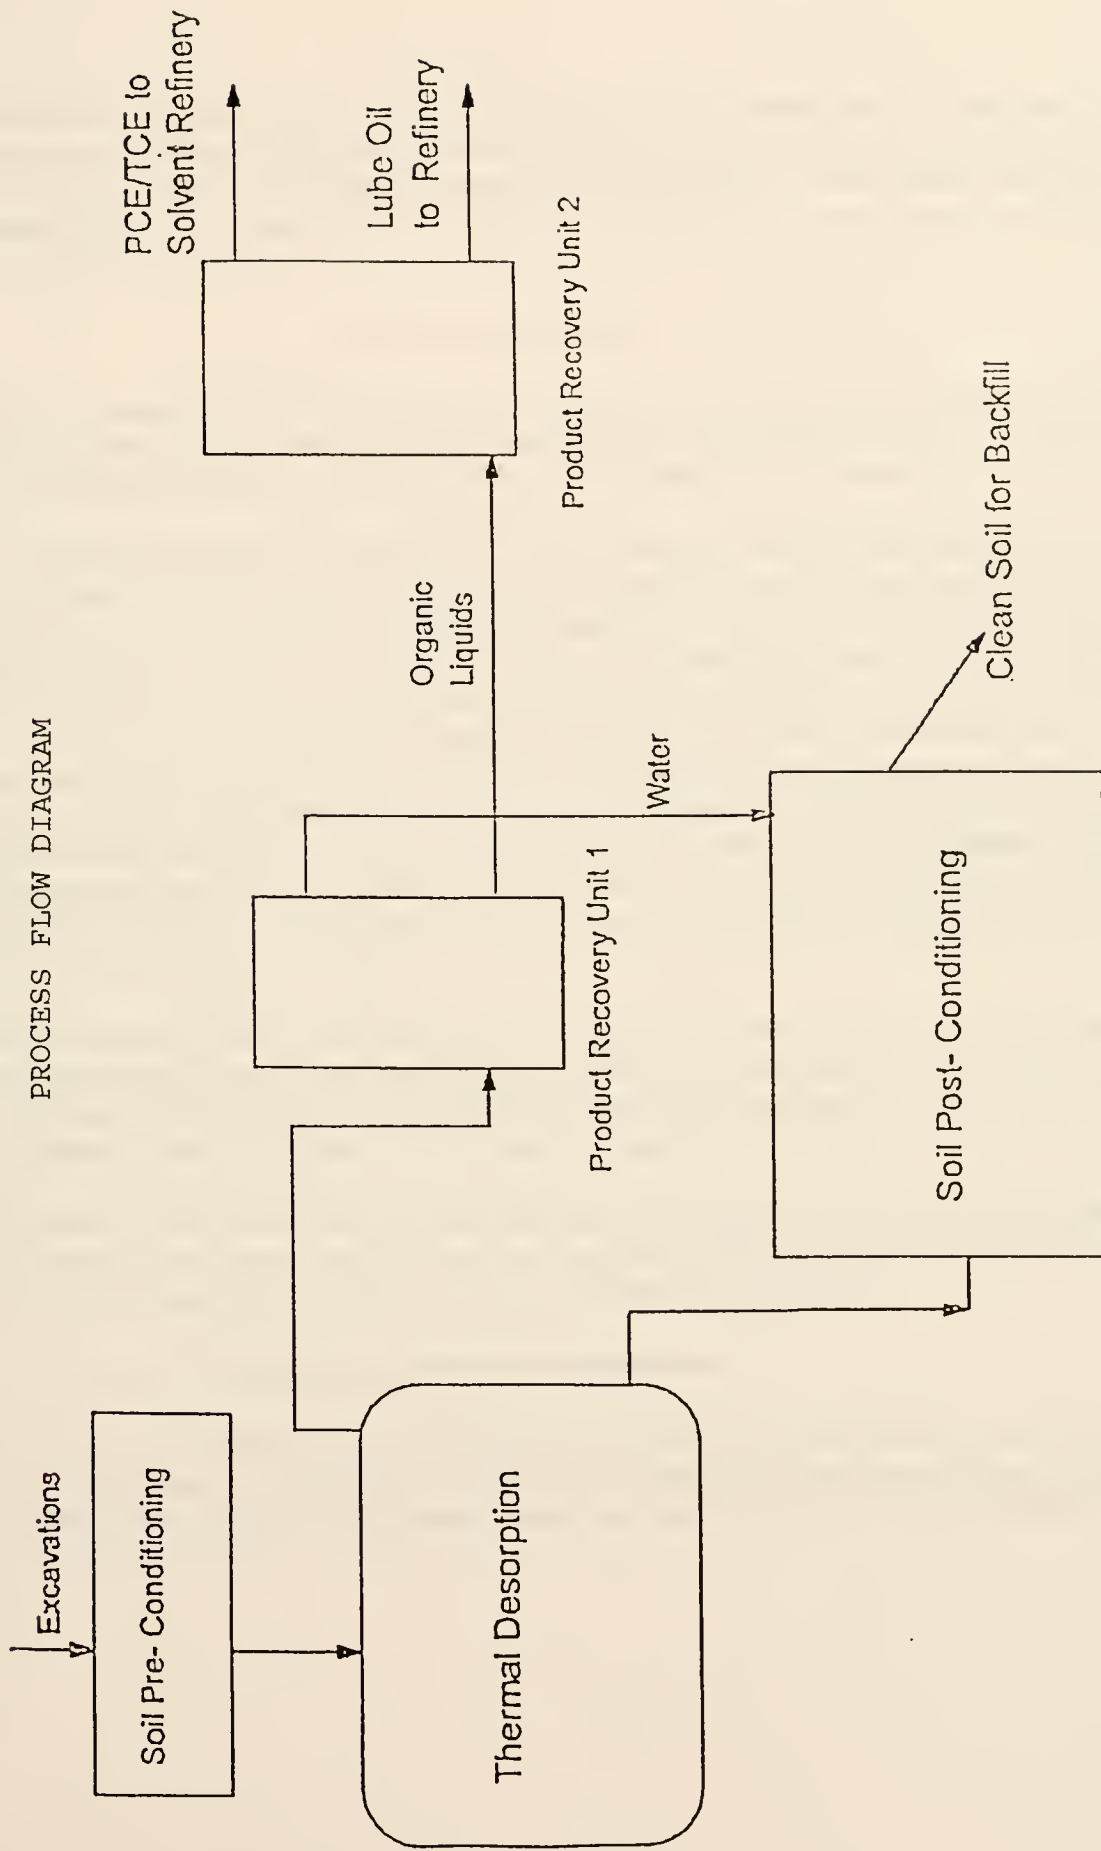 PROCESS FLOW DIAGRAM
Excavations
Soil Pre- Conditioning
Thermal Desorption
Product Recovery Unit 1
Water
Organic
Liquids
Product Recovery Unit 2
PCE/TCE to
Solvent Refinery
Lube Oil
to Refinery
Soil Post- Conditioning
Clean Soil for Backfill